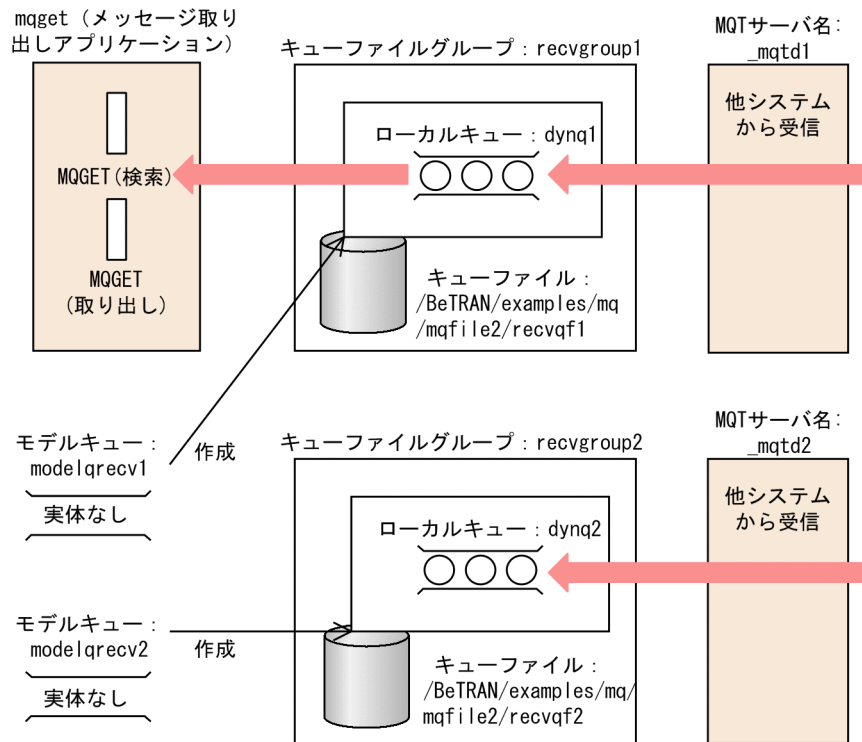 mqget（メッセージ取り
出しアプリケーション）
MQGET(検索)
MQGET
（取り出し）
キューファイルグループ：recvgroup1
ローカルキュー：dynq1
キューファイル：
/BeTRAN/examples/mq
/mqfile2/recvqf1
MQTサーバ名：
_mqtd1
他システム
から受信
モデルキュー：
modelqrecv1
実体なし
作成
キューファイルグループ：recvgroup2
ローカルキュー：dynq2
キューファイル：
/BeTRAN/examples/mq/
mqfile2/recvqf2
MQTサーバ名：
_mqtd2
他システム
から受信
モデルキュー：
modelqrecv2
実体なし
作成